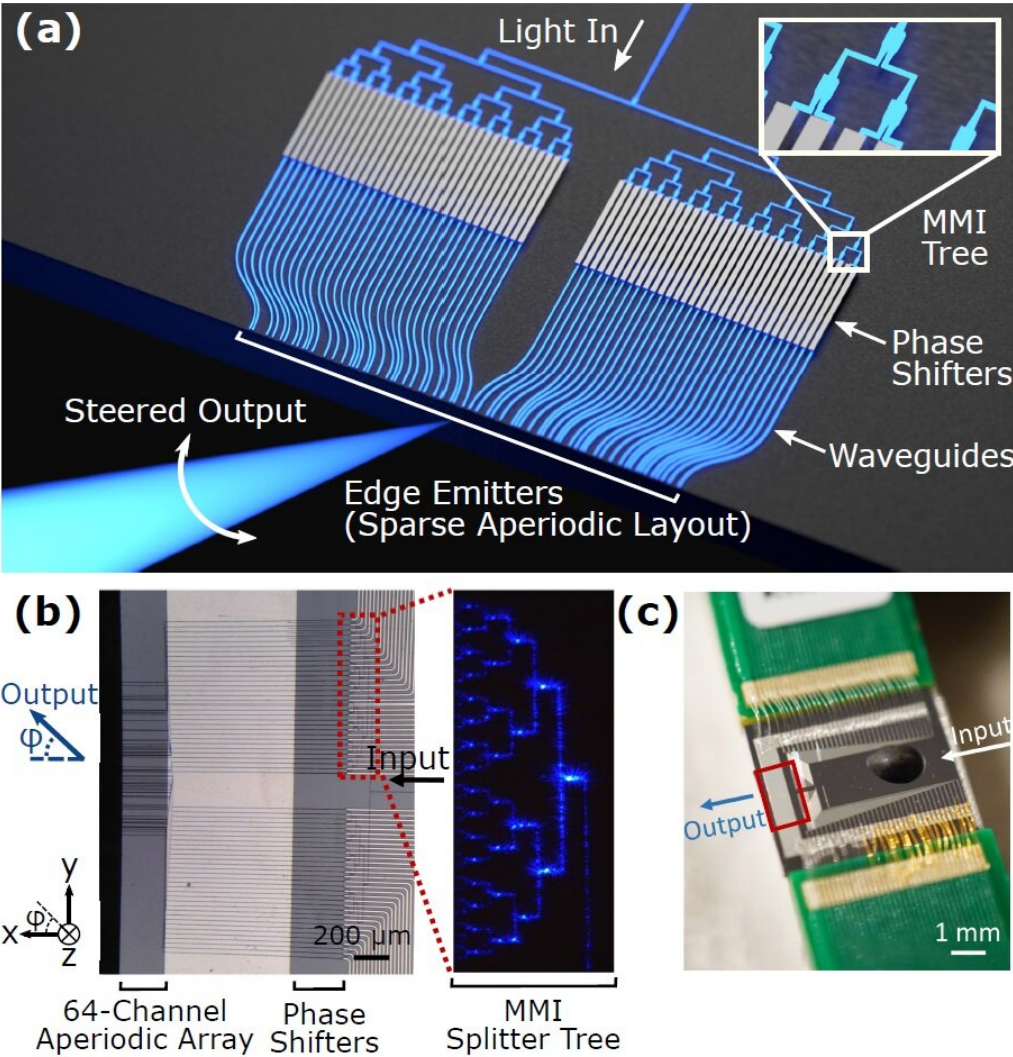 (a)
Light In
MMI
Tree
Phase
Shifters
Waveguides
Steered Output
Edge Emitters
(Sparse Aperiodic Layout)
(b)
Output
φ
Input
y
φ
x
z
200 μm
64-Channel
Aperiodic Array
Phase
Shifters
MMI
Splitter Tree
(c)
Input
Output
1 mm